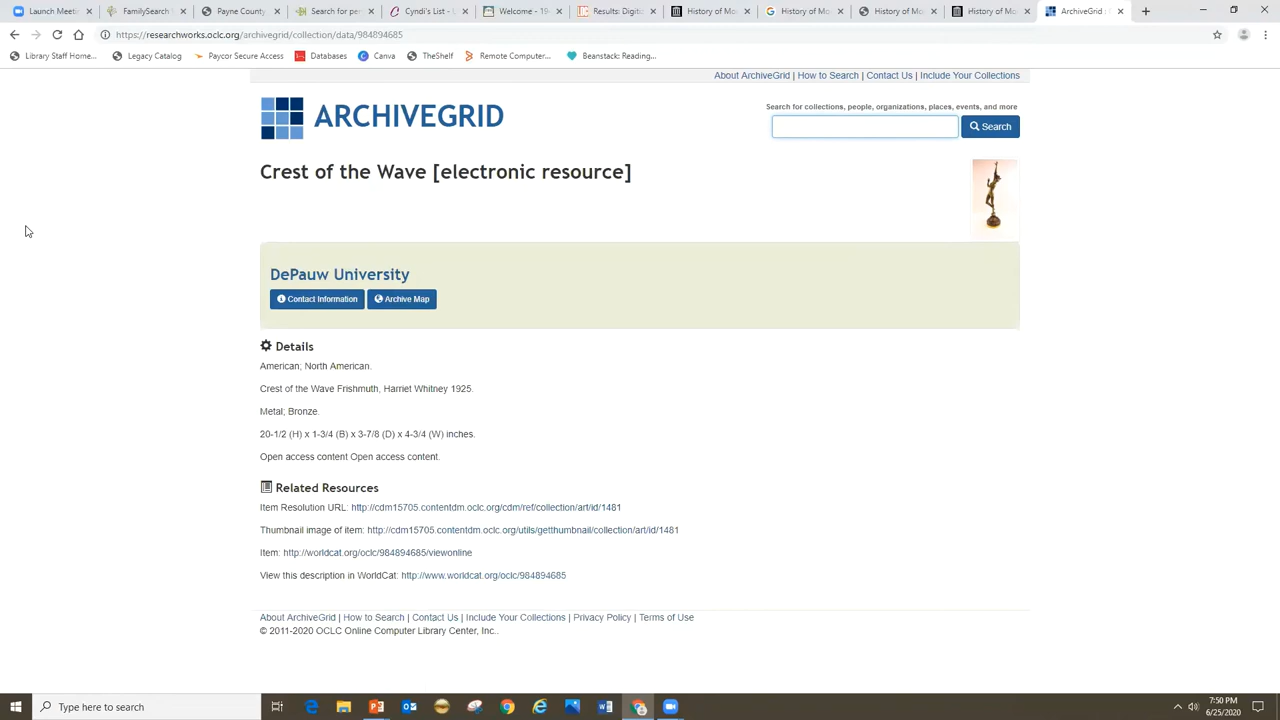 Launch Meeti
FamilySearch
Payne County
Search for per
Cyndi's List -
Welcome - 19
Results: Digiti
History of Mo
History of Mo
History of Mo
History of Mo
ArchiveGrid :
https://researchworks.oclc.org/archivegrid/collection/data/984894685
Library Staff Home... Legacy Catalog Paycor Secure Access Databases Canva TheShelf Remote Computer... Beanstack: Reading...
About ArchiveGrid | How to Search | Contact Us | Include Your Collections
ARCHIVEGRID
Search for collections, people, organizations, places, events, and more
Search
Crest of the Wave [electronic resource]
DePauw University
Contact Information Archive Map
Details
American; North American.
Crest of the Wave Frishmuth, Harriet Whitney 1925.
Metal; Bronze.
20-1/2 (H) x 1-3/4 (B) x 3-7/8 (D) x 4-3/4 (W) inches.
Open access content Open access content.
Related Resources
Item Resolution URL: http://cdm15705.contentdm.oclc.org/cdm/ref/collection/art/id/1481
Thumbnail image of item: http://cdm15705.contentdm.oclc.org/utils/getthumbnail/collection/art/id/1481
Item: http://worldcat.org/oclc/984894685/viewonline
View this description in WorldCat: http://www.worldcat.org/oclc/984894685
About ArchiveGrid | How to Search | Contact Us | Include Your Collections | Privacy Policy | Terms of Use
© 2011-2020 OCLC Online Computer Library Center, Inc..
Type here to search
7:50 PM
6/25/2020